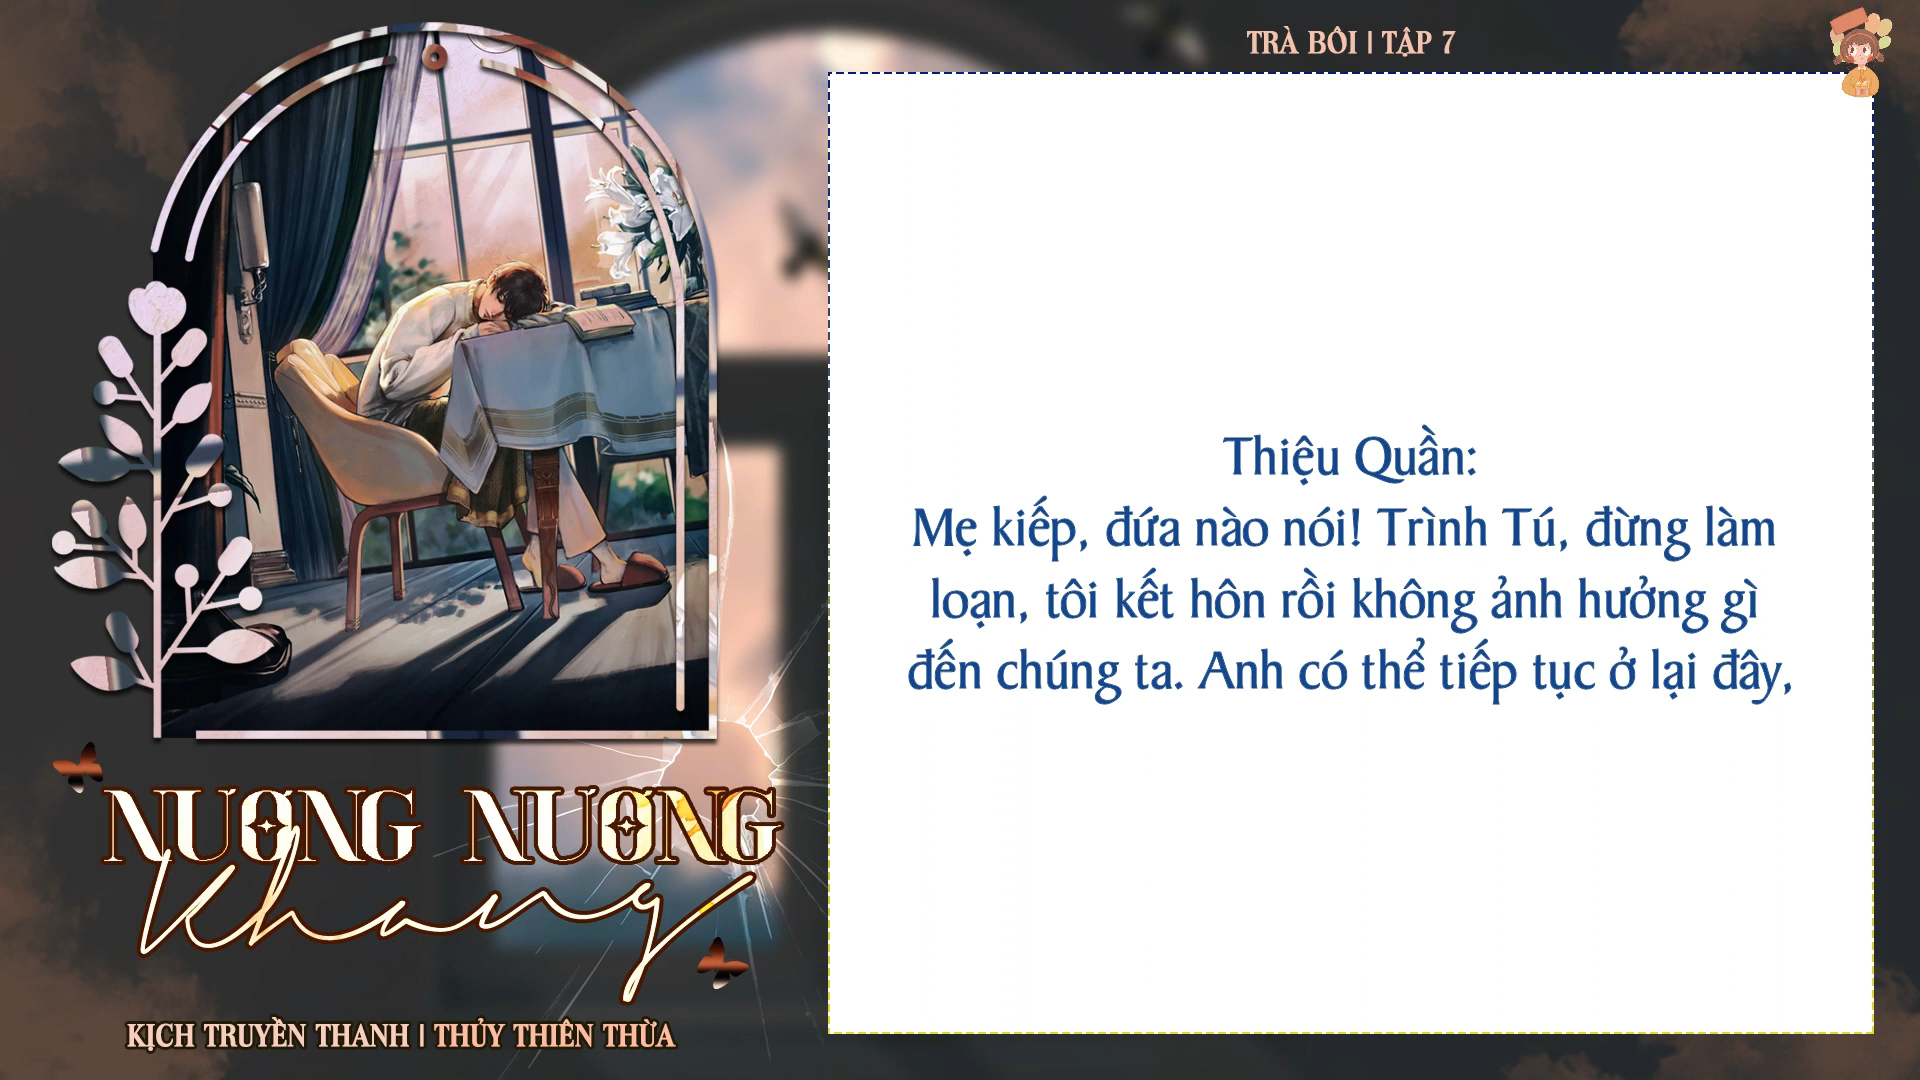 TRÀ BÔI | TẬP 7
Thiệu Quần:
Mẹ kiếp, đứa nào nói! Trình Tú, đừng làm
loạn, tôi kết hôn rồi không ảnh hưởng gì
đến chúng ta. Anh có thể tiếp tục ở lại đây,
NƯƠNG NƯƠNG
Khang
KỊCH TRUYỀN THANH | THỦY THIÊN THỪA